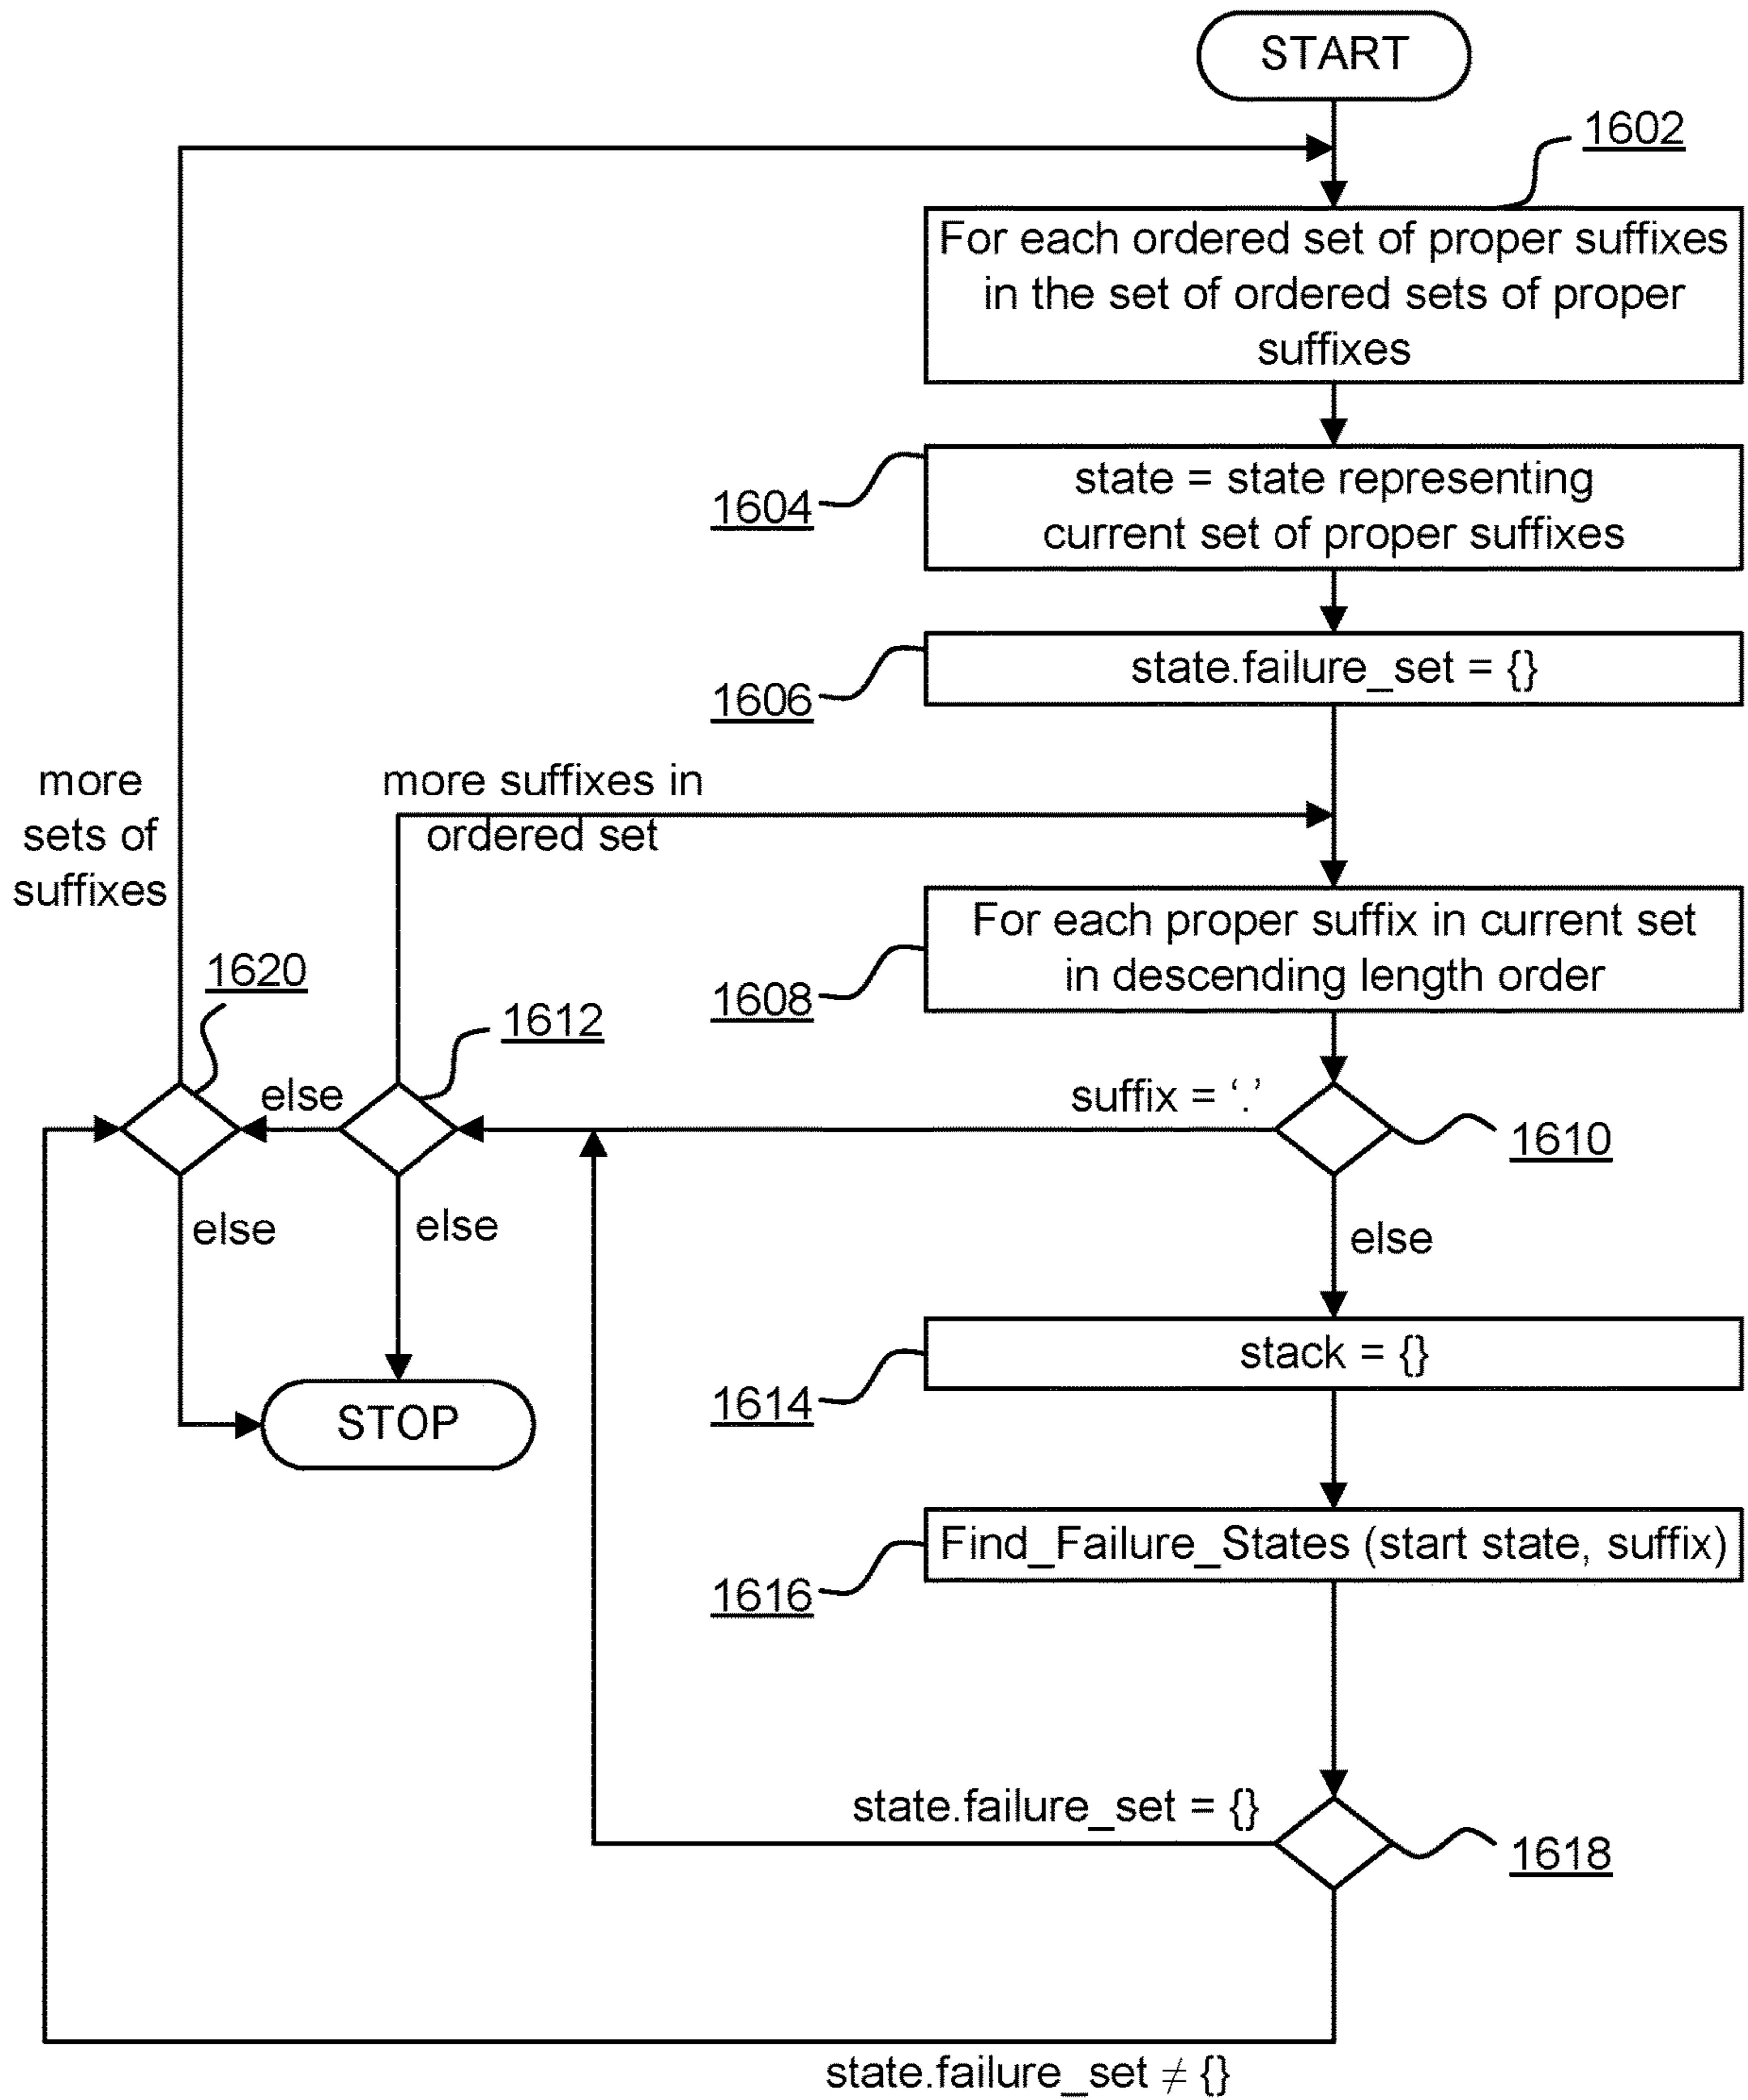 START
1602
For each ordered set of proper suffixes
in the set of ordered sets of proper
suffixes
state = state representing
current set of proper suffixes
1604
state.failure_set = {}
1606
more
sets of
suffixes
more suffixes in
ordered set
For each proper suffix in current set
in descending length order
1608
1620
1612
else
suffix = ‘.’
1610
else
else
else
stack = {}
1614
STOP
Find_Failure_States (start state, suffix)
1616
state.failure_set = {}
1618
state.failure_set ≠ {}